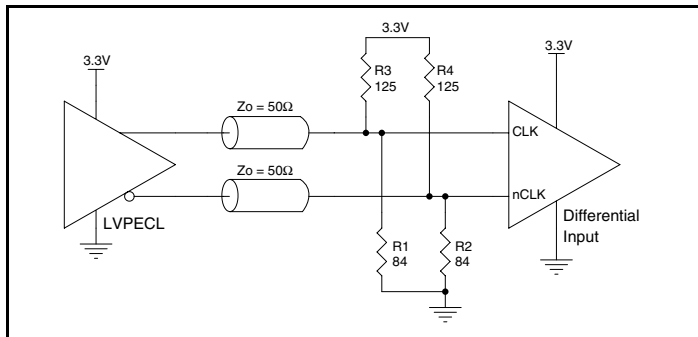 3.3V
3.3V
3.3V
R3
125
R4
125
Zo = 50Ω
CLK
Zo = 50Ω
nCLK
LVPECL
Differential
Input
R1
84
R2
84